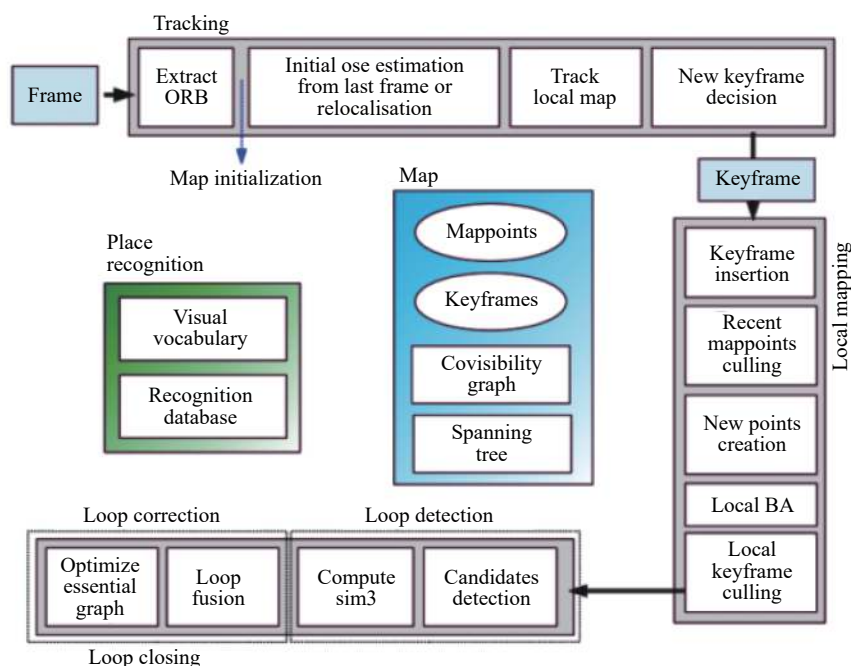 Tracking
Frame
Extract
ORB
Initial ose estimation
from last frame or
relocalisation
Track
local map
New keyframe
decision
Map initialization
Keyframe
Map
Mappoints
Keyframes
Covisibility
graph
Spanning
tree
Place
recognition
Visual
vocabulary
Recognition
database
Local mapping
Keyframe
insertion
Recent
mappoints
culling
New points
creation
Local BA
Local
keyframe
culling
Loop correction
Loop detection
Optimize
essential
graph
Loop
fusion
Compute
sim3
Candidates
detection
Loop closing